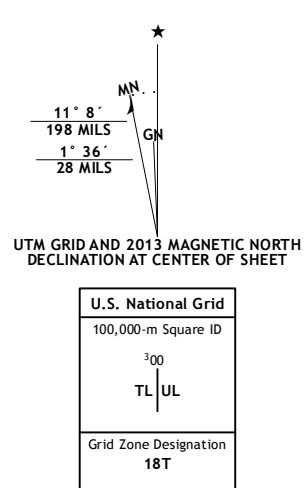 ★
MN
GN
11° 8´
198 MILS
1° 36´
28 MILS
UTM GRID AND 2013 MAGNETIC NORTH
DECLINATION AT CENTER OF SHEET
U.S. National Grid
100,000-m Square ID
³00
TL UL
Grid Zone Designation
18T